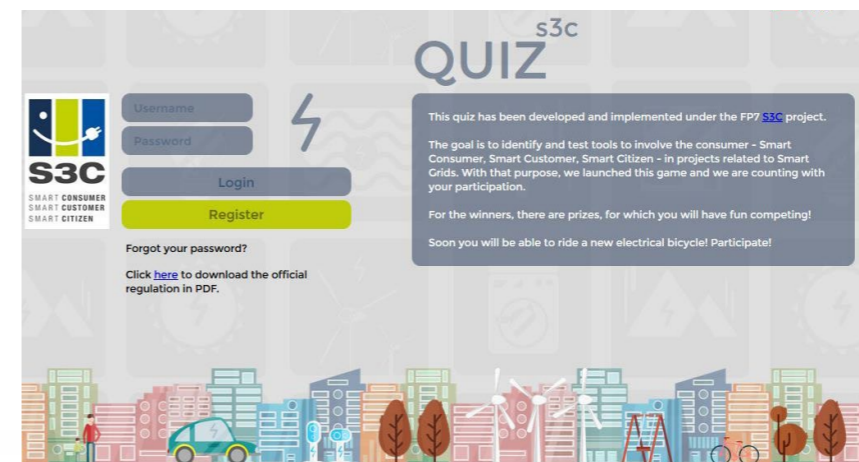 s3c
QUIZ
S3C
SMART CONSUMER
SMART CUSTOMER
SMART CITIZEN
Username
Password
Login
Register
Forgot your password?
Click here to download the official
regulation in PDF.
This quiz has been developed and implemented under the FP7 S3C project.
The goal is to identify and test tools to involve the consumer - Smart
Consumer, Smart Customer, Smart Citizen - in projects related to Smart
Grids. With that purpose, we launched this game and we are counting with
your participation.
For the winners, there are prizes, for which you will have fun competing!
Soon you will be able to ride a new electrical bicycle! Participate!